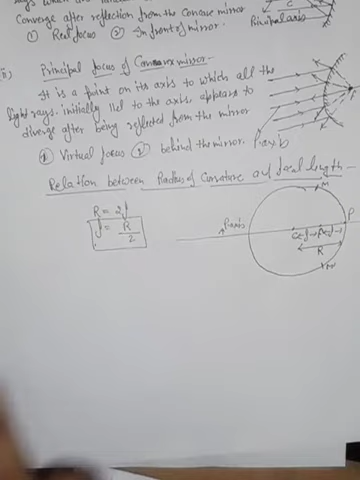 Converge after reflection from the Concave mirror
① Real focus ② In front of mirror.
C
Principal axis
(ii) Principal focus of Convex mirror -
It is a point on its axis to which all the
light rays initially llel to the axis, appears to
diverge after being reflected from the mirror
① Virtual focus ② behind the mirror. P.axis
Relation between Radius of Curvature and focal length -
R = 2f
f = R/2
P.axis
M
P
C
R
M'